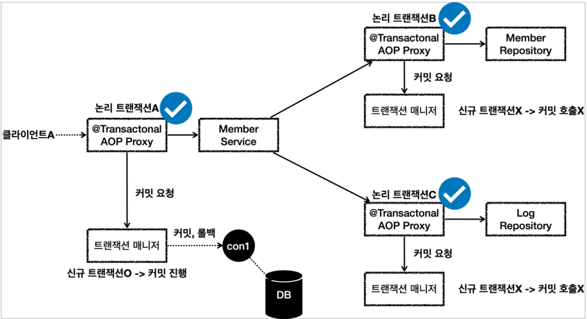 논리 트랜잭션B
@Transactonal
AOP Proxy
Member
Repository
커밋 요청
트랜잭션 매니저
신규 트랜잭션X -> 커밋 호출X
논리 트랜잭션A
클라이언트A
@Transactonal
AOP Proxy
Member
Service
커밋 요청
트랜잭션 매니저
커밋, 롤백
con1
신규 트랜잭션O -> 커밋 진행
DB
논리 트랜잭션C
@Transactonal
AOP Proxy
Log
Repository
커밋 요청
트랜잭션 매니저
신규 트랜잭션X -> 커밋 호출X